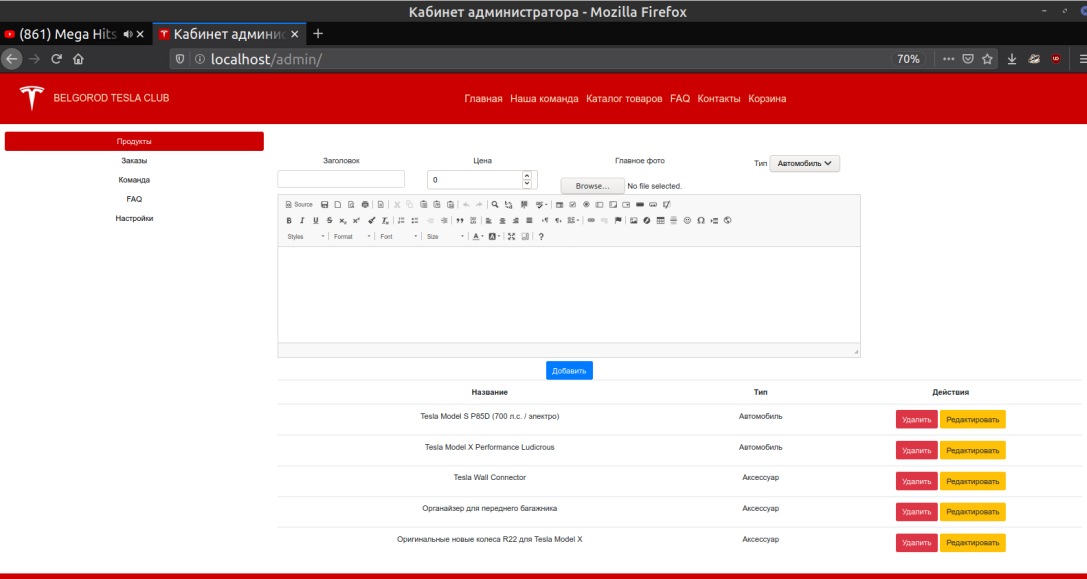 Кабинет администратора - Mozilla Firefox
(861) Mega Hits
Кабинет админис
localhost/admin/
70%
BELGOROD TESLA CLUB
Главная Наша команда Каталог товаров FAQ Контакты Корзина
Продукты
Заказы
Команда
FAQ
Настройки
Заголовок Цена Главное фото Тип Автомобиль
0 Browse... No file selected.
Source
Styles Format Font Size
Добавить
Название Тип Действия
Tesla Model S P85D (700 л.с. / электро) Автомобиль Удалить Редактировать
Tesla Model X Performance Ludicrous Автомобиль Удалить Редактировать
Tesla Wall Connector Аксессуар Удалить Редактировать
Органайзер для переднего багажника Аксессуар Удалить Редактировать
Оригинальные новые колеса R22 для Tesla Model X Аксессуар Удалить Редактировать